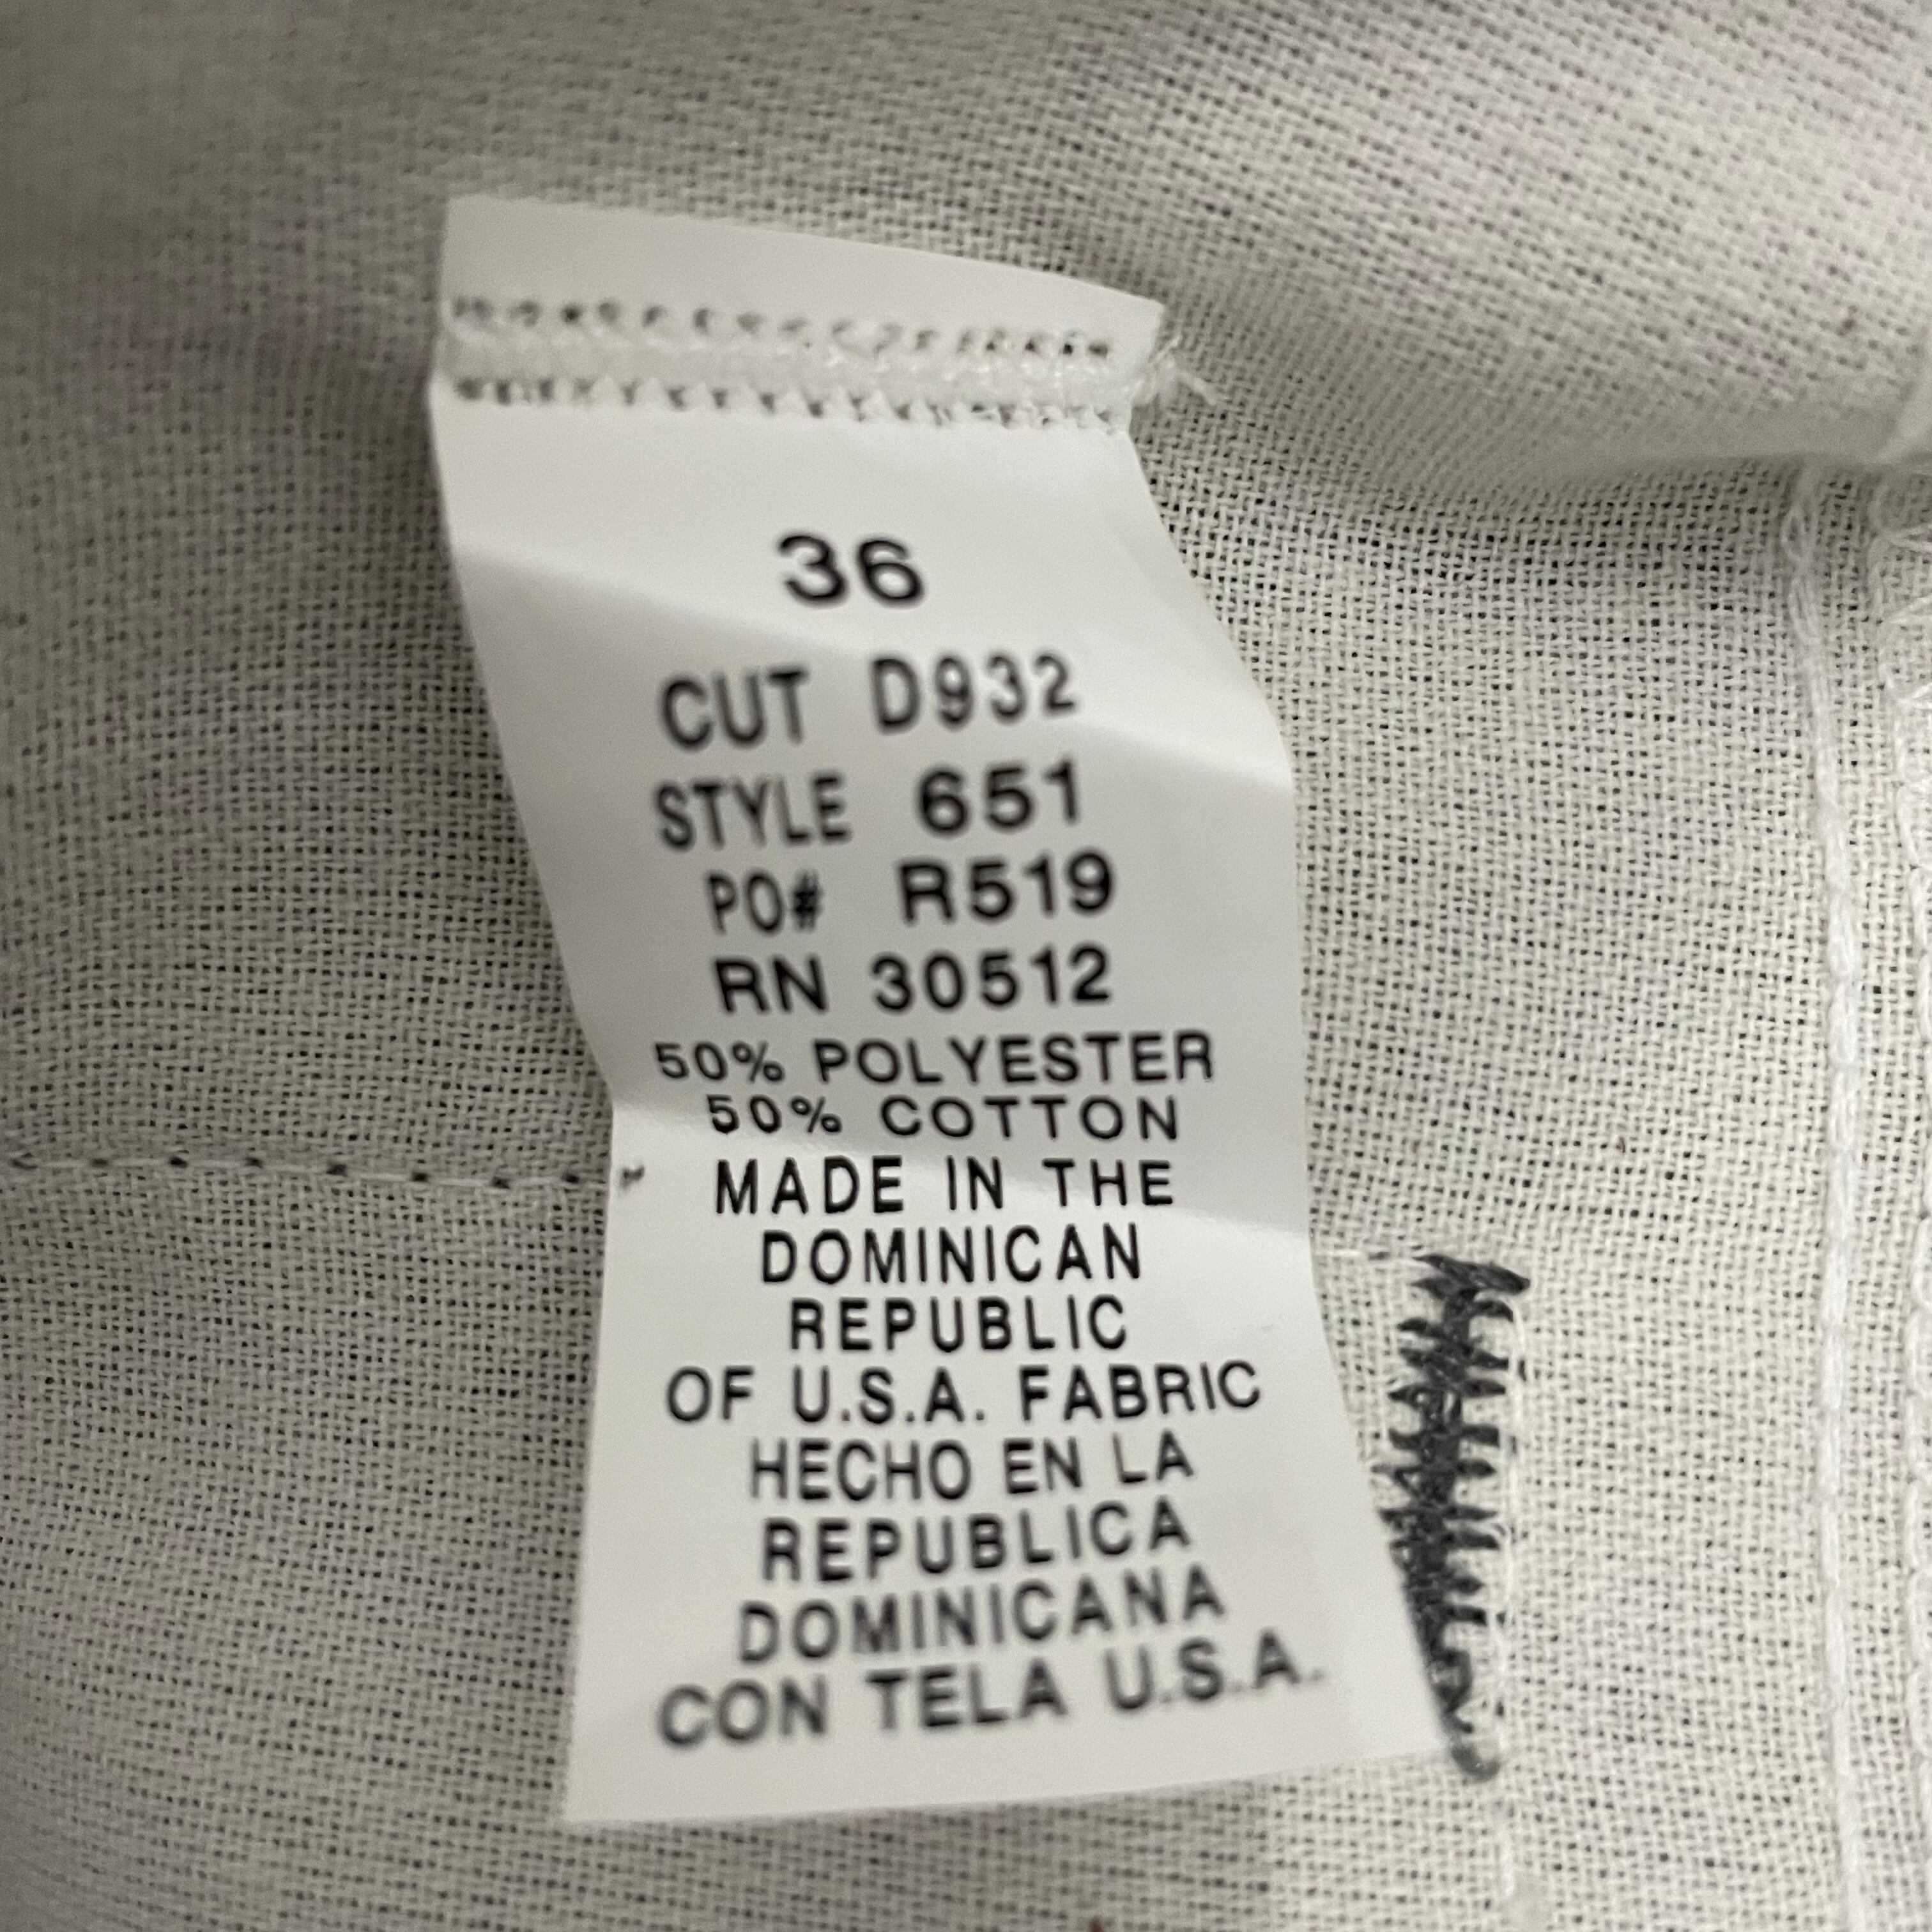 36
CUT D932
STYLE 651
PO# R519
RN 30512
50% POLYESTER
50% COTTON
MADE IN THE
DOMINICAN
REPUBLIC
OF U.S.A. FABRIC
HECHO EN LA
REPUBLICA
DOMINICANA
CON TELA U.S.A.